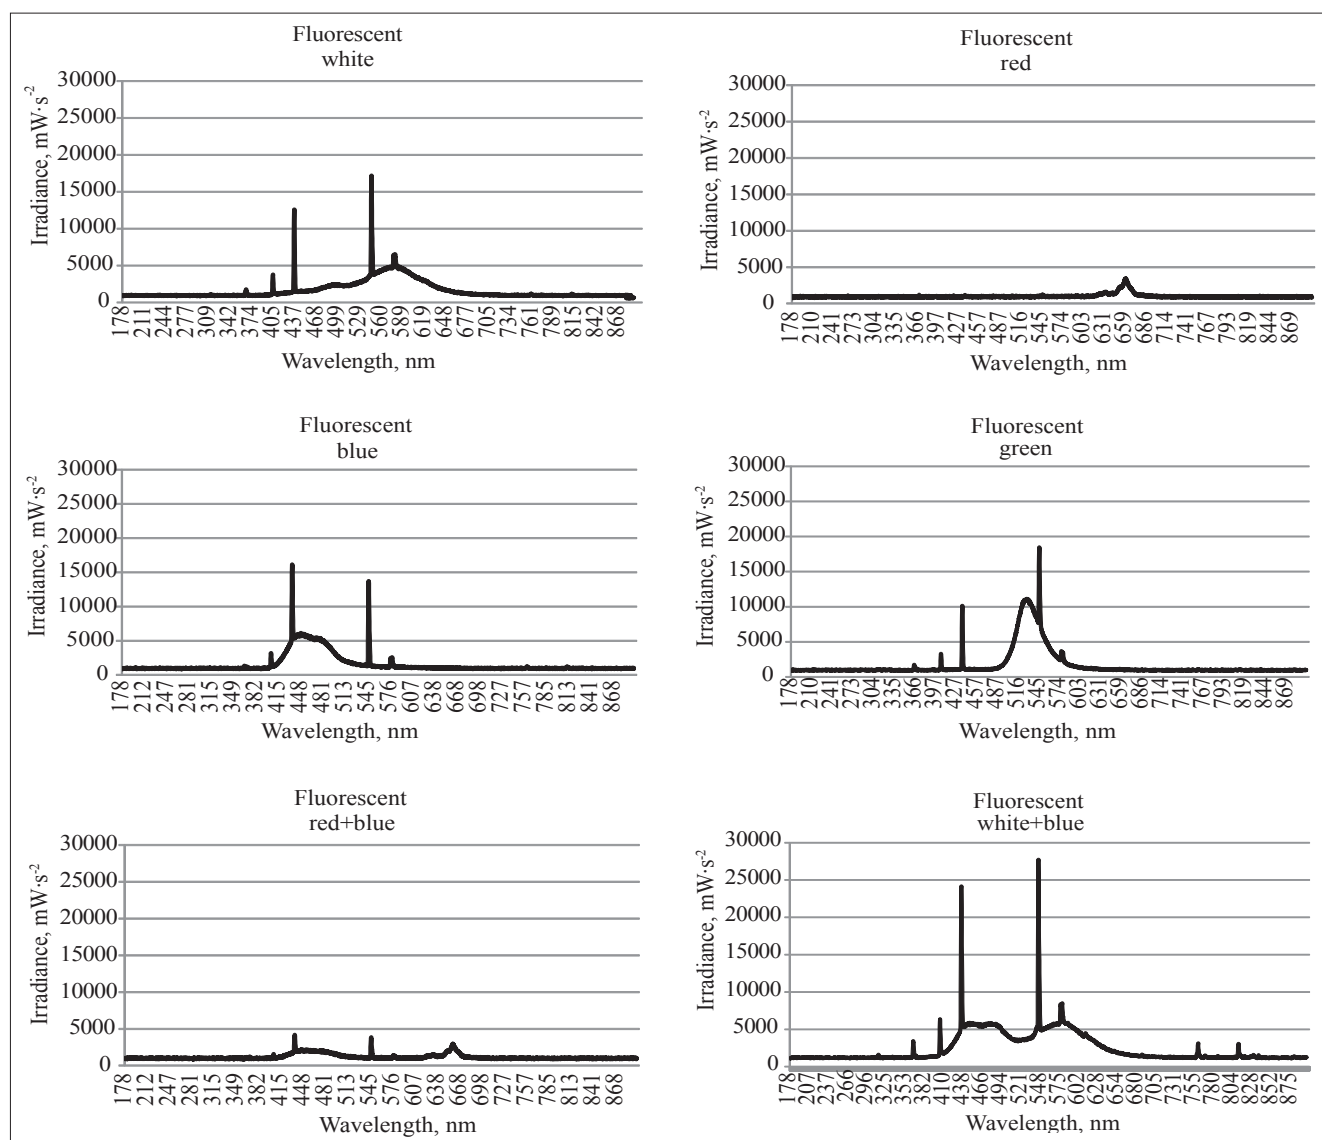 Fluorescent
white
30000
25000
20000
15000
10000
5000
0
Irradiance, mW·s-2
178 211 244 277 309 342 374 405 437 468 499 529 560 589 619 648 677 705 734 761 789 815 842 868
Wavelength, nm
Fluorescent
red
30000
25000
20000
15000
10000
5000
0
Irradiance, mW·s-2
178 210 241 273 304 335 366 397 427 457 487 516 545 574 603 631 659 686 714 741 767 793 819 844 869
Wavelength, nm
Fluorescent
blue
30000
25000
20000
15000
10000
5000
0
Irradiance, mW·s-2
178 212 247 281 315 349 382 415 448 481 513 545 576 607 638 668 698 727 757 785 813 841 868
Wavelength, nm
Fluorescent
green
30000
25000
20000
15000
10000
5000
0
Irradiance, mW·s-2
178 210 241 273 304 335 366 397 427 457 487 516 545 574 603 631 659 686 714 741 767 793 819 844 869
Wavelength, nm
Fluorescent
red+blue
30000
25000
20000
15000
10000
5000
0
Irradiance, mW·s-2
178 212 247 281 315 349 382 415 448 481 513 545 576 607 638 668 698 727 757 785 813 841 868
Wavelength, nm
Fluorescent
white+blue
30000
25000
20000
15000
10000
5000
0
Irradiance, mW·s-2
178 207 237 266 296 325 353 382 410 438 466 494 521 548 575 602 628 654 680 705 731 755 780 804 828 852 875
Wavelength, nm